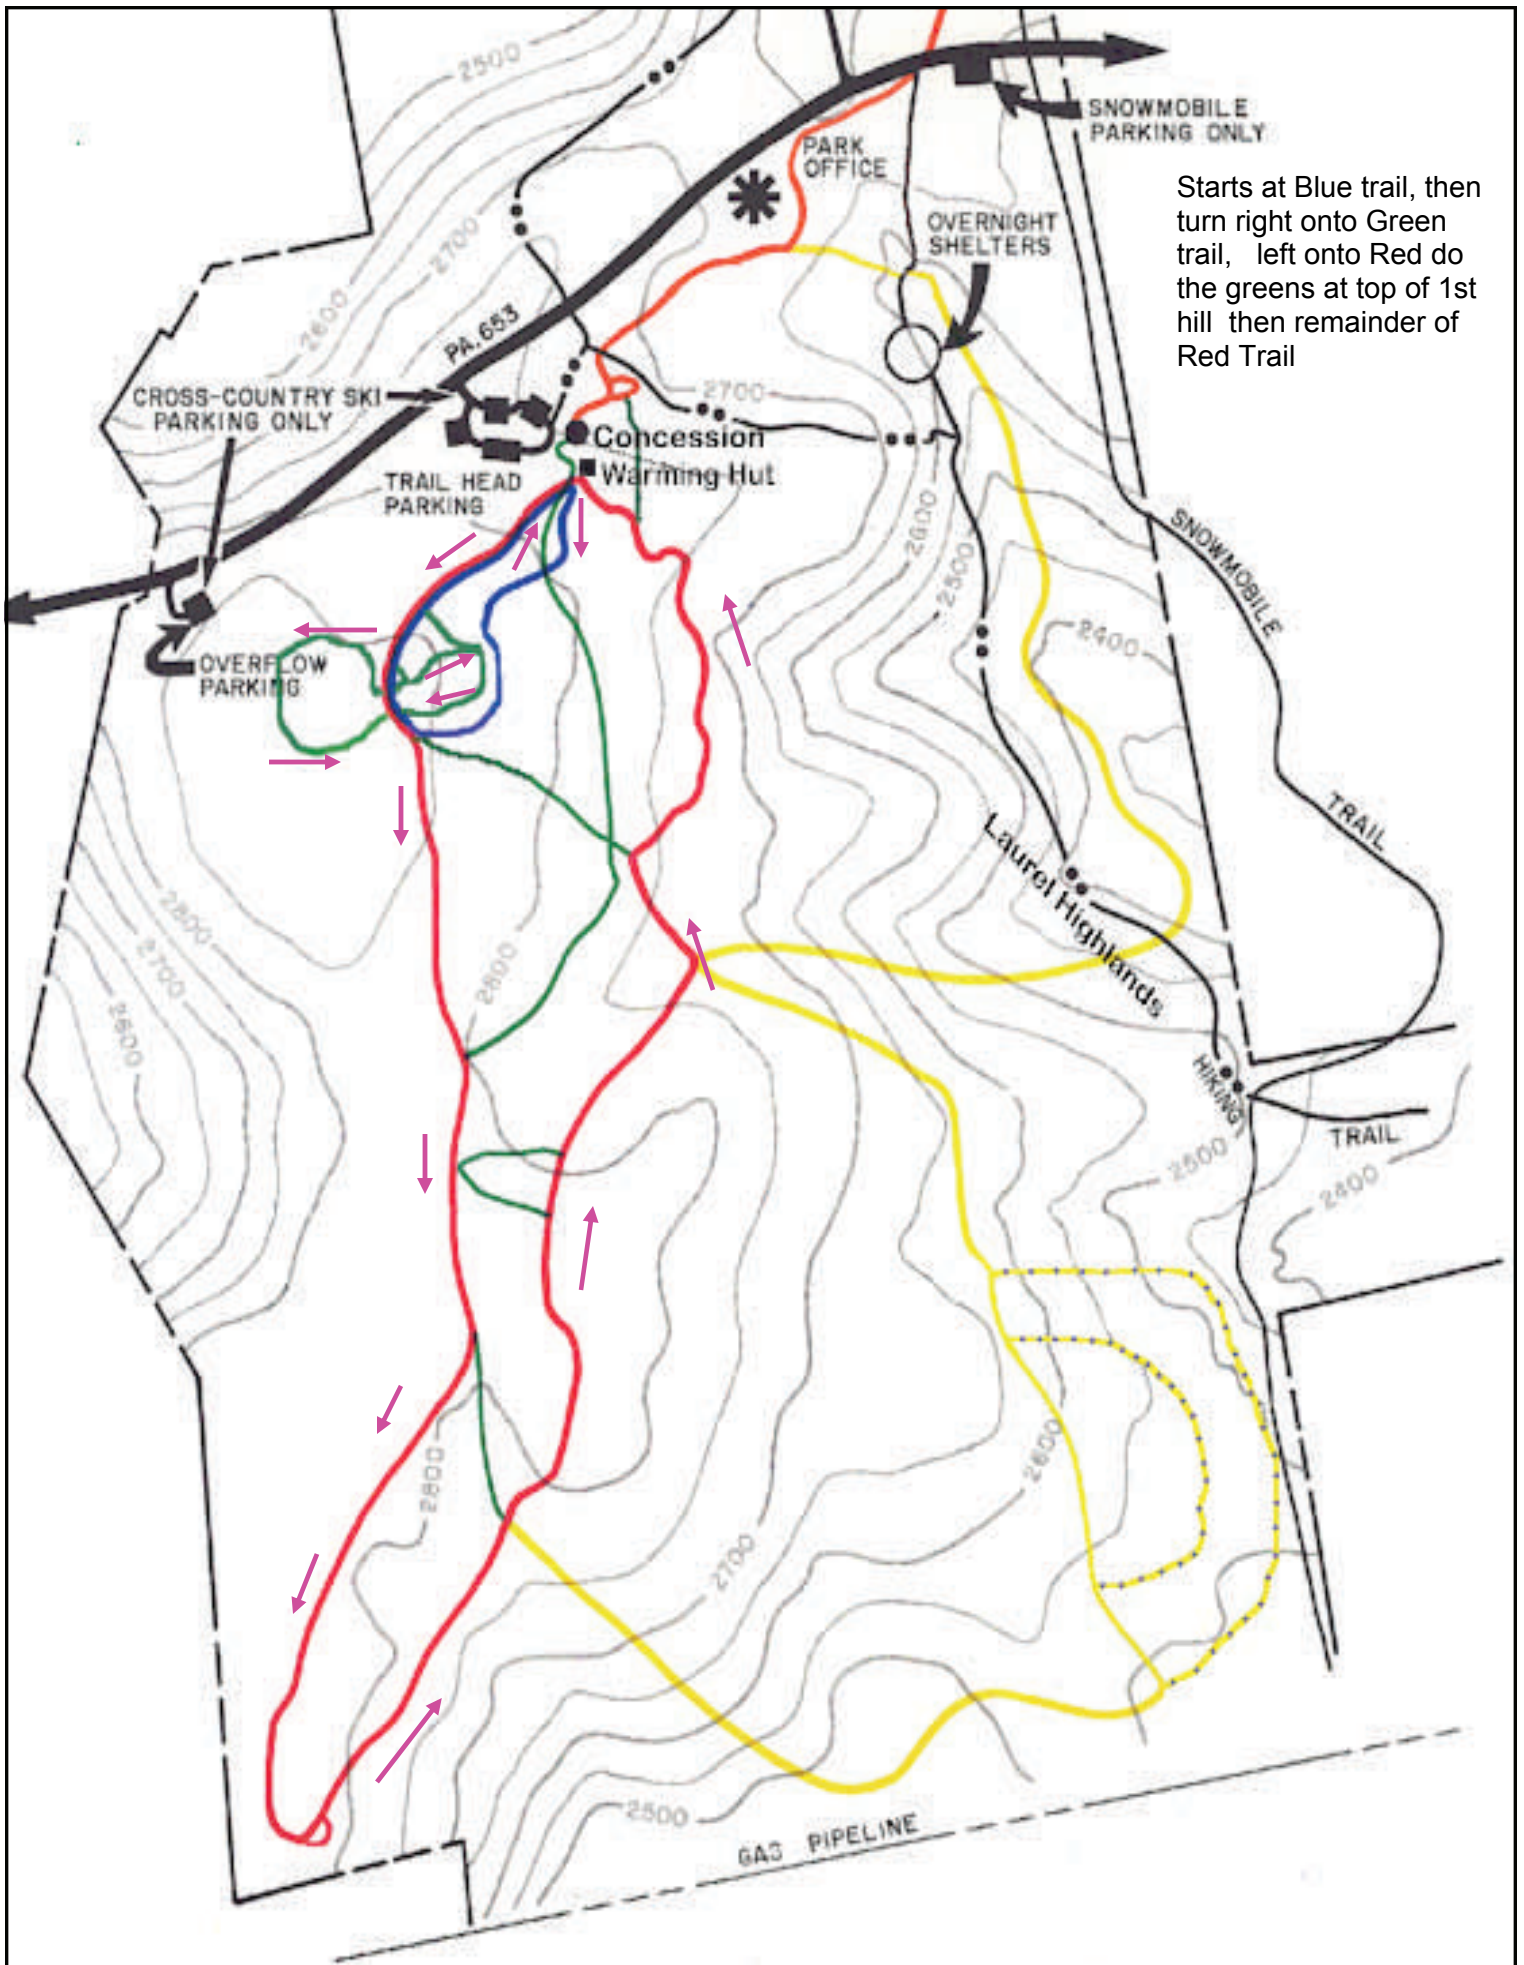 2500
SNOWMOBILE
PARKING ONLY
PARK
OFFICE
Starts at Blue trail, then
turn right onto Green
trail, left onto Red do
the greens at top of 1st
hill then remainder of
Red Trail
OVERNIGHT
SHELTERS
2700
2600
PA. 653
CROSS-COUNTRY SKI
PARKING ONLY
2700
Concession
Warming Hut
TRAIL HEAD
PARKING
2600
2500
SNOWMOBILE
TRAIL
2400
OVERFLOW
PARKING
Laurel Highlands
HIKING
TRAIL
2800
2700
2600
2800
2500
2400
2800
2600
2700
2500
GAS PIPELINE